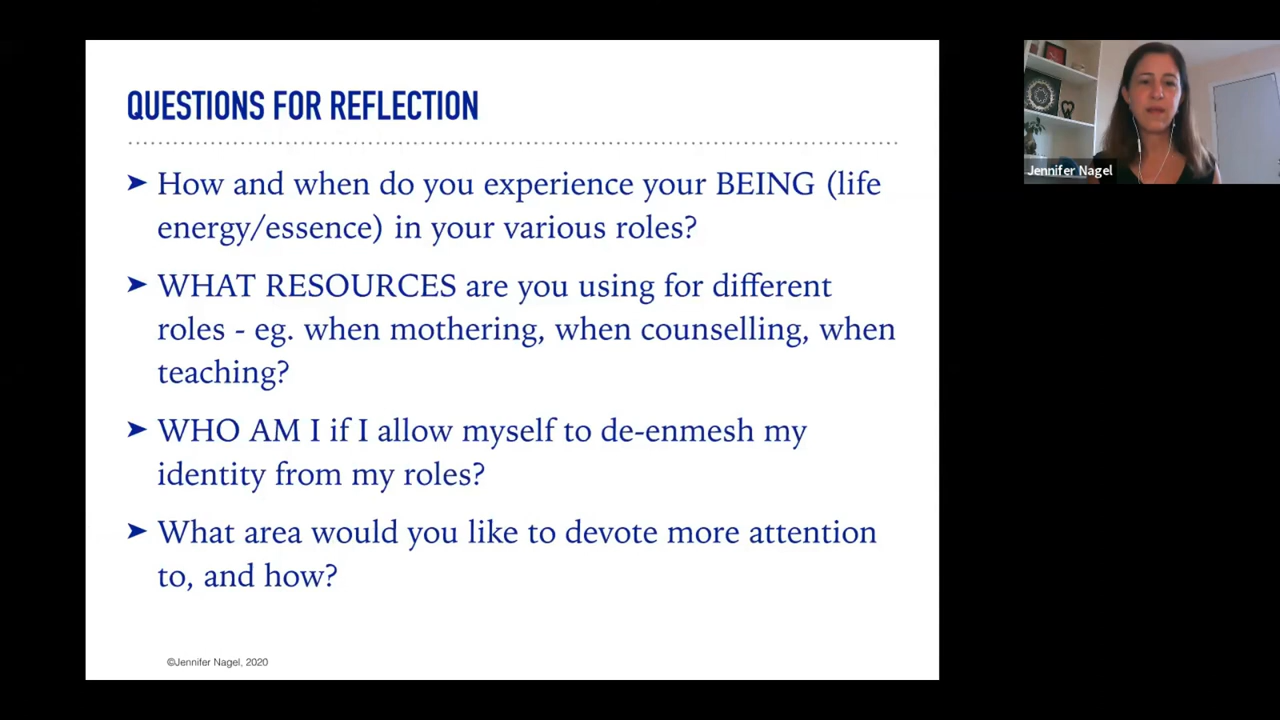 QUESTIONS FOR REFLECTION
➤ How and when do you experience your BEING (life
energy/essence) in your various roles?
➤ WHAT RESOURCES are you using for different
roles - eg. when mothering, when counselling, when
teaching?
➤ WHO AM I if I allow myself to de-enmesh my
identity from my roles?
➤ What area would you like to devote more attention
to, and how?
©Jennifer Nagel, 2020
Jennifer Nagel